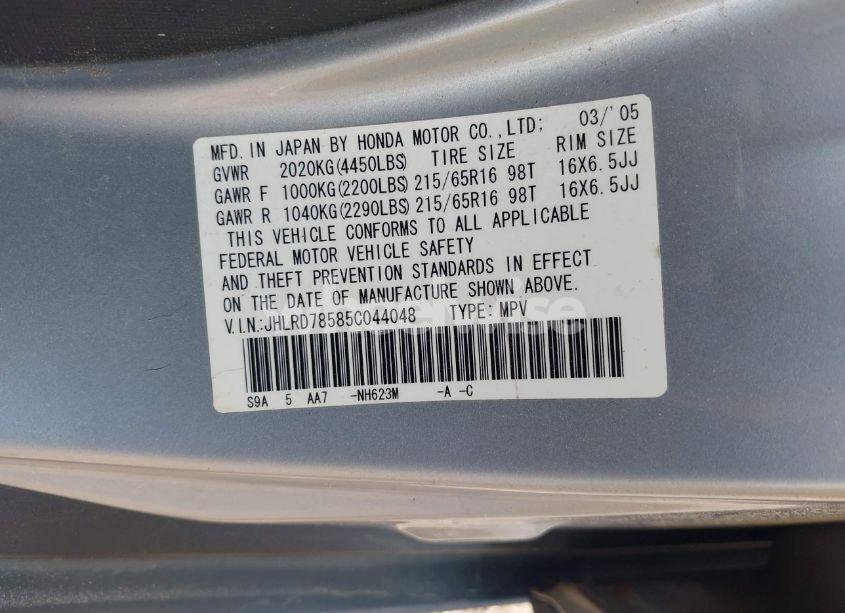 MFD. IN JAPAN BY HONDA MOTOR CO.,LTD; 03/'05
GVWR 2020KG(4450LBS) TIRE SIZE RIM SIZE
GAWR F 1000KG(2200LBS) 215/65R16 98T 16X6.5JJ
GAWR R 1040KG(2290LBS) 215/65R16 98T 16X6.5JJ
THIS VEHICLE CONFORMS TO ALL APPLICABLE
FEDERAL MOTOR VEHICLE SAFETY
AND THEFT PREVENTION STANDARDS IN EFFECT
ON THE DATE OF MANUFACTURE SHOWN ABOVE.
V.I.N.:JHLRD78585C044048 TYPE: MPV
S9A 5 AA7 -NH623M -A -C